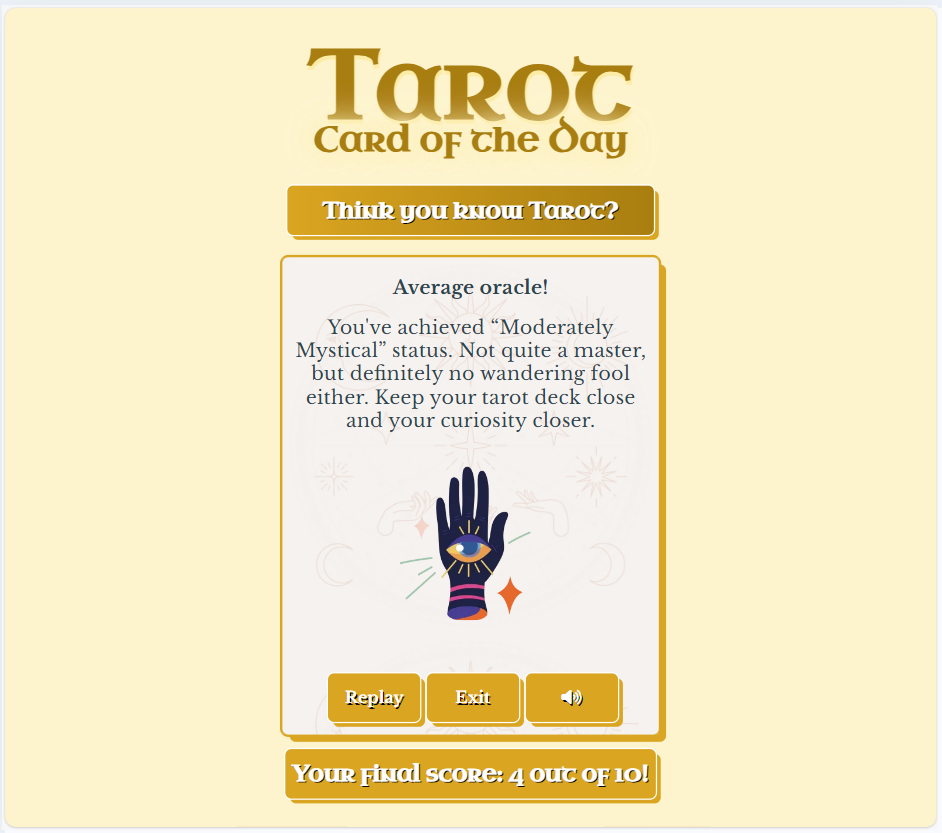 Tarot
Card of the Day
Think you know Tarot?
Average oracle!
You've achieved “Moderately
Mystical” status. Not quite a master,
but definitely no wandering fool
either. Keep your tarot deck close
and your curiosity closer.
Replay Exit
Your final score: 4 out of 10!